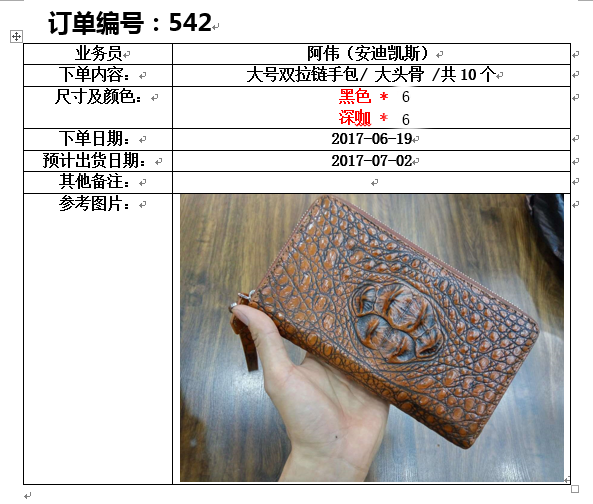 订单编号：542
业务员 阿伟（安迪凯斯）
下单内容： 大号双拉链手包/ 大头骨 /共 10 个
尺寸及颜色： 黑色 * 6
深咖 * 6
下单日期： 2017-06-19
预计出货日期： 2017-07-02
其他备注：
参考图片：